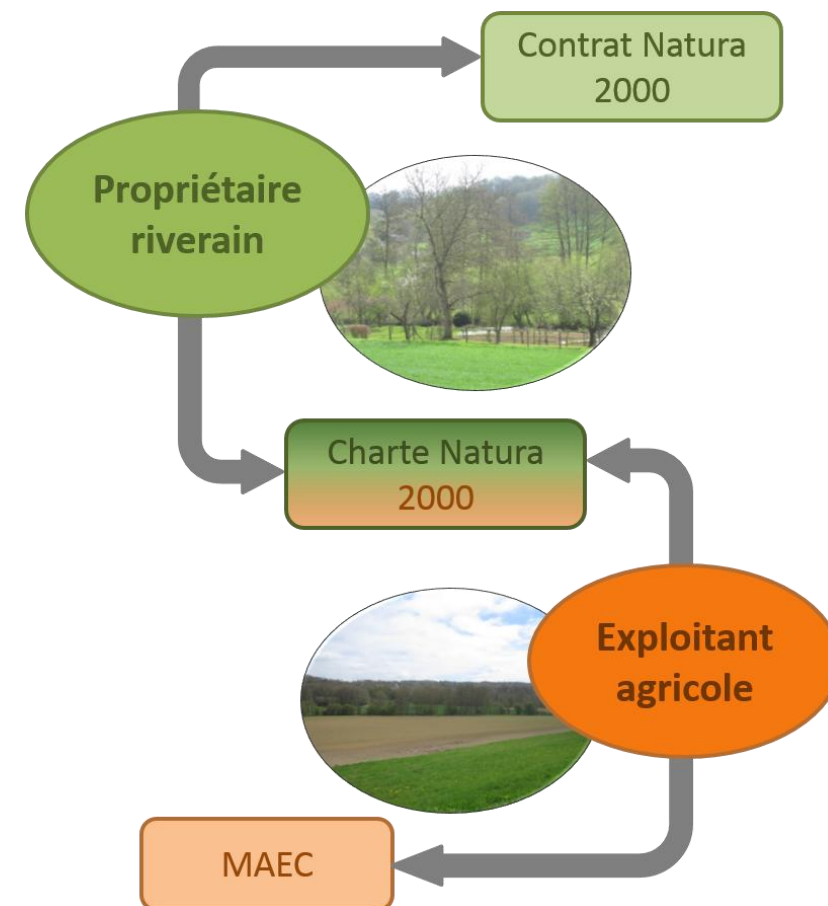 Contrat Natura
2000
Propriétaire
riverain
Charte Natura
2000
Exploitant
agricole
MAEC